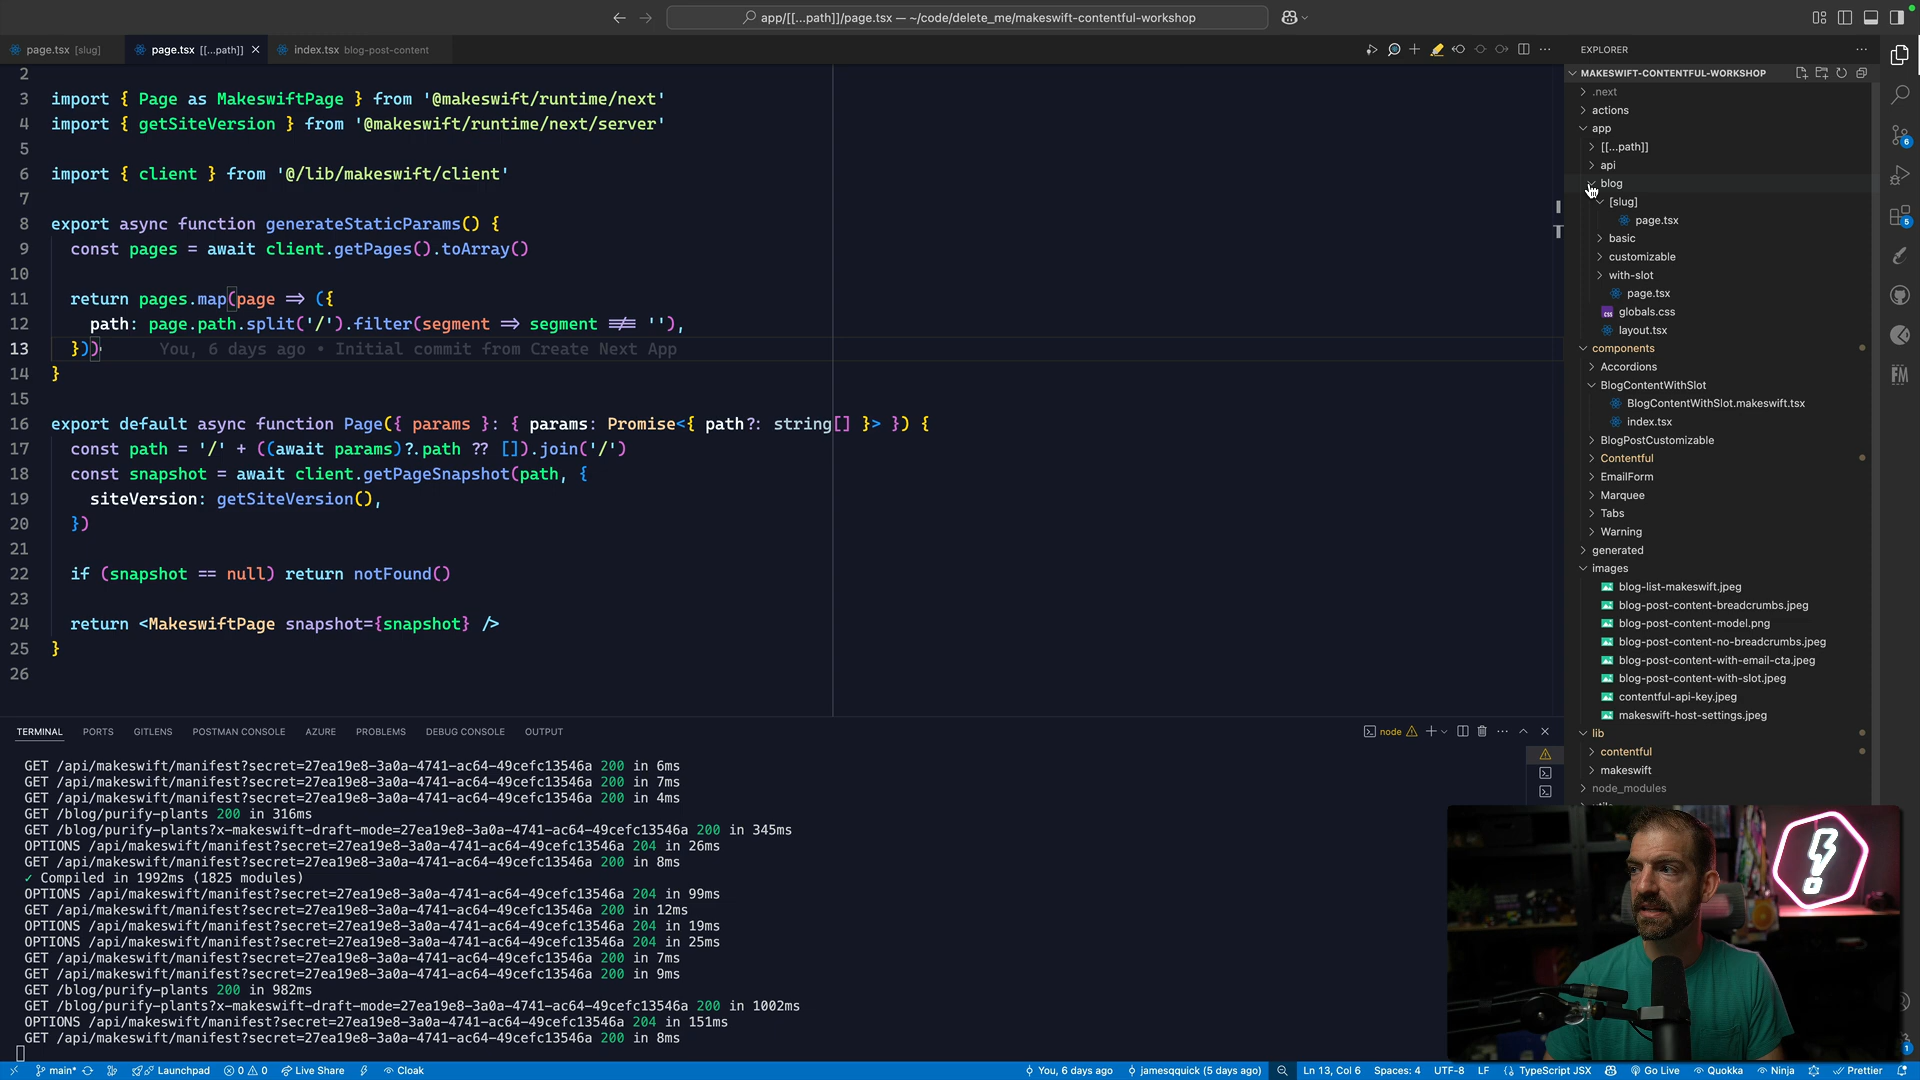 app/[[...path]]/page.tsx — ~/code/delete_me/makeswift-contentful-workshop
page.tsx [slug]
page.tsx [[...path]]
index.tsx blog-post-content
2
3 import { Page as MakeswiftPage } from '@makeswift/runtime/next'
4 import { getSiteVersion } from '@makeswift/runtime/next/server'
5
6 import { client } from '@/lib/makeswift/client'
7
8 export async function generateStaticParams() {
9 const pages = await client.getPages().toArray()
10
11 return pages.map(page => ({
12 path: page.path.split('/').filter(segment => segment !== ''),
13 })) You, 6 days ago • Initial commit from Create Next App
14 }
15
16 export default async function Page({ params }: { params: Promise<{ path?: string[] }> }) {
17 const path = '/' + ((await params)?.path ?? []).join('/')
18 const snapshot = await client.getPageSnapshot(path, {
19 siteVersion: getSiteVersion(),
20 })
21
22 if (snapshot == null) return notFound()
23
24 return <MakeswiftPage snapshot={snapshot} />
25 }
26
TERMINAL PORTS GITLENS POSTMAN CONSOLE AZURE PROBLEMS DEBUG CONSOLE OUTPUT
node
GET /api/makeswift/manifest?secret=27ea19e8-3a0a-4741-ac64-49cefc13546a 200 in 6ms
GET /api/makeswift/manifest?secret=27ea19e8-3a0a-4741-ac64-49cefc13546a 200 in 7ms
GET /api/makeswift/manifest?secret=27ea19e8-3a0a-4741-ac64-49cefc13546a 200 in 4ms
GET /blog/purify-plants 200 in 316ms
GET /blog/purify-plants?x-makeswift-draft-mode=27ea19e8-3a0a-4741-ac64-49cefc13546a 200 in 345ms
OPTIONS /api/makeswift/manifest?secret=27ea19e8-3a0a-4741-ac64-49cefc13546a 204 in 26ms
GET /api/makeswift/manifest?secret=27ea19e8-3a0a-4741-ac64-49cefc13546a 200 in 8ms
✓ Compiled in 1992ms (1825 modules)
OPTIONS /api/makeswift/manifest?secret=27ea19e8-3a0a-4741-ac64-49cefc13546a 204 in 99ms
GET /api/makeswift/manifest?secret=27ea19e8-3a0a-4741-ac64-49cefc13546a 200 in 12ms
OPTIONS /api/makeswift/manifest?secret=27ea19e8-3a0a-4741-ac64-49cefc13546a 204 in 19ms
OPTIONS /api/makeswift/manifest?secret=27ea19e8-3a0a-4741-ac64-49cefc13546a 204 in 25ms
GET /api/makeswift/manifest?secret=27ea19e8-3a0a-4741-ac64-49cefc13546a 200 in 7ms
GET /api/makeswift/manifest?secret=27ea19e8-3a0a-4741-ac64-49cefc13546a 200 in 9ms
GET /blog/purify-plants 200 in 982ms
GET /blog/purify-plants?x-makeswift-draft-mode=27ea19e8-3a0a-4741-ac64-49cefc13546a 200 in 1002ms
OPTIONS /api/makeswift/manifest?secret=27ea19e8-3a0a-4741-ac64-49cefc13546a 204 in 151ms
GET /api/makeswift/manifest?secret=27ea19e8-3a0a-4741-ac64-49cefc13546a 200 in 8ms
EXPLORER
MAKESWIFT-CONTENTFUL-WORKSHOP
.next
actions
app
[[...path]]
api
blog
[slug]
page.tsx
basic
customizable
with-slot
page.tsx
globals.css
layout.tsx
components
Accordions
BlogContentWithSlot
BlogContentWithSlot.makeswift.tsx
index.tsx
BlogPostCustomizable
Contentful
EmailForm
Marquee
Tabs
Warning
generated
images
blog-list-makeswift.jpeg
blog-post-content-breadcrumbs.jpeg
blog-post-content-model.png
blog-post-content-no-breadcrumbs.jpeg
blog-post-content-with-email-cta.jpeg
blog-post-content-with-slot.jpeg
contentful-api-key.jpeg
makeswift-host-settings.jpeg
lib
contentful
makeswift
node_modules
6
5
FM
1
main* Launchpad 0 0 Live Share Cloak You, 6 days ago jamesqquick (5 days ago) Ln 13, Col 6 Spaces: 4 UTF-8 LF {} TypeScript JSX Go Live Quokka Ninja Prettier